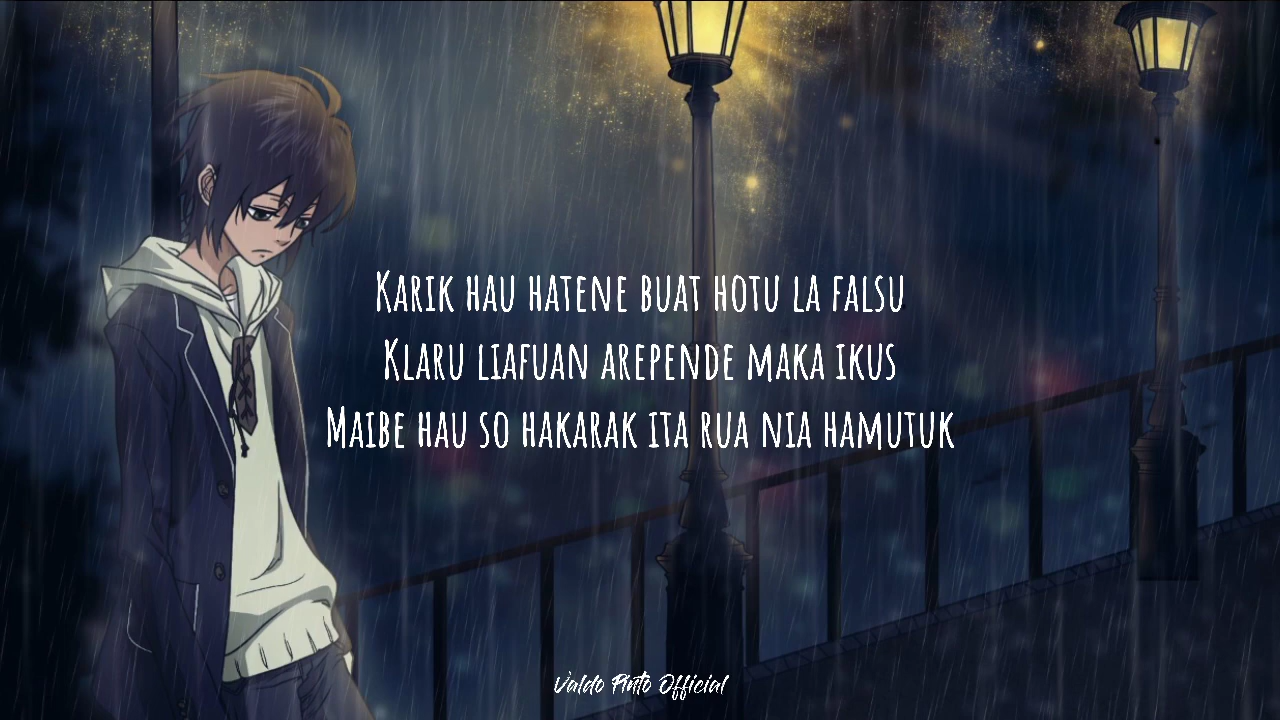 Karik hau hatene buat hotu la falsu
Klaru liafuan arepende maka ikus
Maibe hau so hakarak ita rua nia hamutuk
Valdo Pinto Official